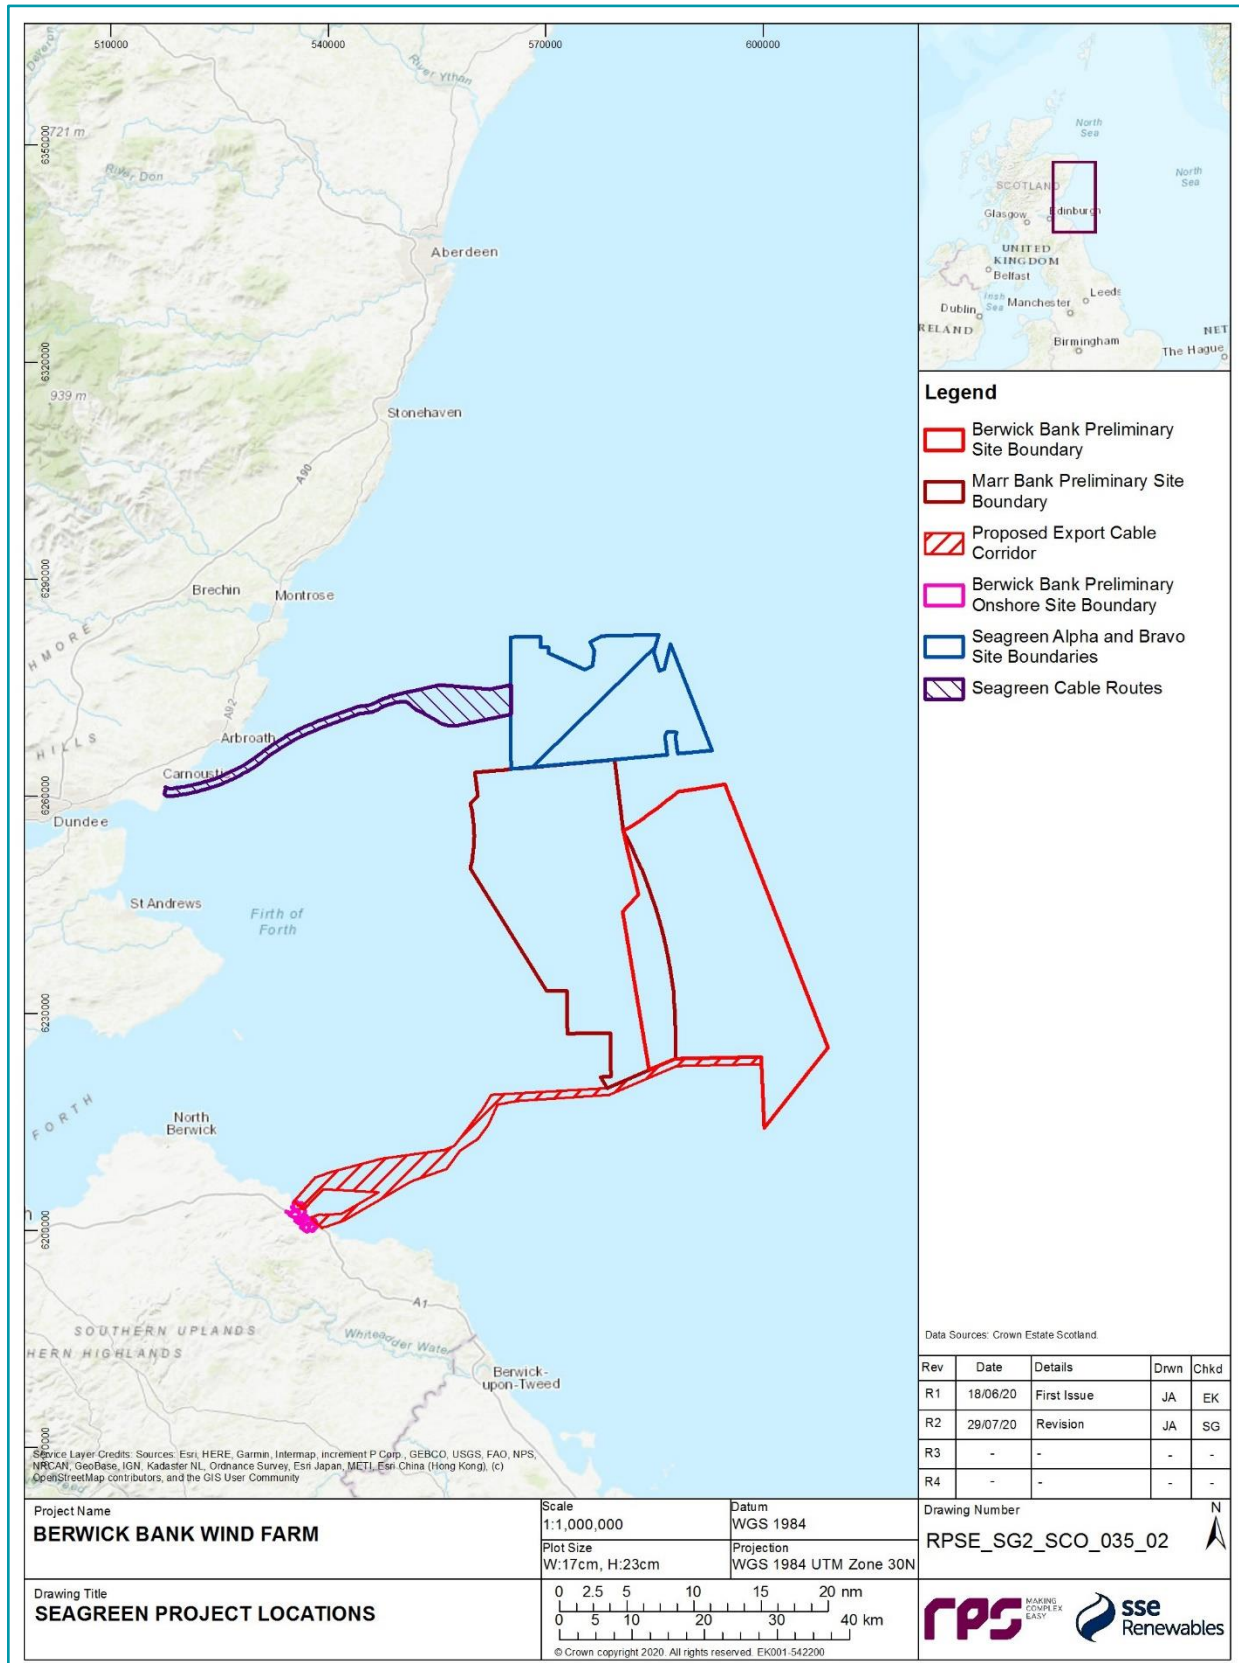 510000
540000
570000
600000
River Ythan
721 m
6350000
River Don
Aberdeen
6320000
939 m
Stonehaven
A90
6290000
Brechin
Montrose
HMORE
A92
HILLS
Arbroath
Carnousti
6260000
Dundee
St Andrews
Firth of
Forth
6230000
FORTH
North
Berwick
6200000
A1
SOUTHERN UPLANDS
HERN HIGHLANDS
Whiteadder Water
Berwick-
upon-Tweed
Service Layer Credits: Sources: Esri, HERE, Garmin, Intermap, increment P Corp., GEBCO, USGS, FAO, NPS,
NRCAN, GeoBase, IGN, Kadaster NL, Ordnance Survey, Esri Japan, METI, Esri China (Hong Kong), (c)
OpenStreetMap contributors, and the GIS User Community
North
Sea
North
Sea
SCOTLAND
Glasgow
Edinburgh
UNITED
KINGDOM
Belfast
Irish
Sea
Manchester
Leeds
Dublin
RELAND
Birmingham
NET
The Hague
Legend
Berwick Bank Preliminary
Site Boundary
Marr Bank Preliminary Site
Boundary
Proposed Export Cable
Corridor
Berwick Bank Preliminary
Onshore Site Boundary
Seagreen Alpha and Bravo
Site Boundaries
Seagreen Cable Routes
Data Sources: Crown Estate Scotland.
Rev Date Details Drwn Chkd
R1 18/06/20 First Issue JA EK
R2 29/07/20 Revision JA SG
R3 - - - -
R4 - - - -
Project Name
BERWICK BANK WIND FARM
Scale
1:1,000,000
Datum
WGS 1984
Plot Size
W:17cm, H:23cm
Projection
WGS 1984 UTM Zone 30N
Drawing Number
RPSE_SG2_SCO_035_02
N
Drawing Title
SEAGREEN PROJECT LOCATIONS
0 2.5 5 10 15 20 nm
0 5 10 20 30 40 km
© Crown copyright 2020. All rights reserved. EK001-542200
rps
MAKING
COMPLEX
EASY
sse
Renewables